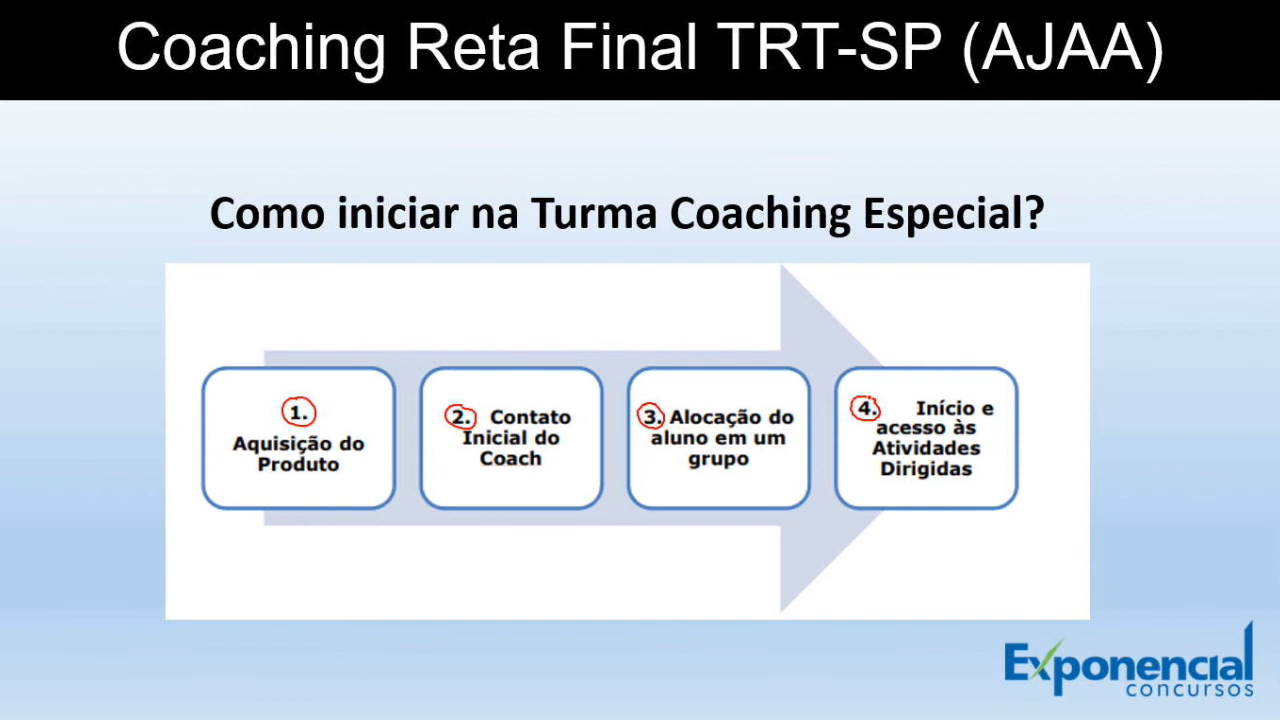 Coaching Reta Final TRT-SP (AJAA)
Como iniciar na Turma Coaching Especial?
1.
Aquisição do
Produto
2. Contato
Inicial do
Coach
3. Alocação do
aluno em um
grupo
4. Início e
acesso às
Atividades
Dirigidas
Exponencial
concursos